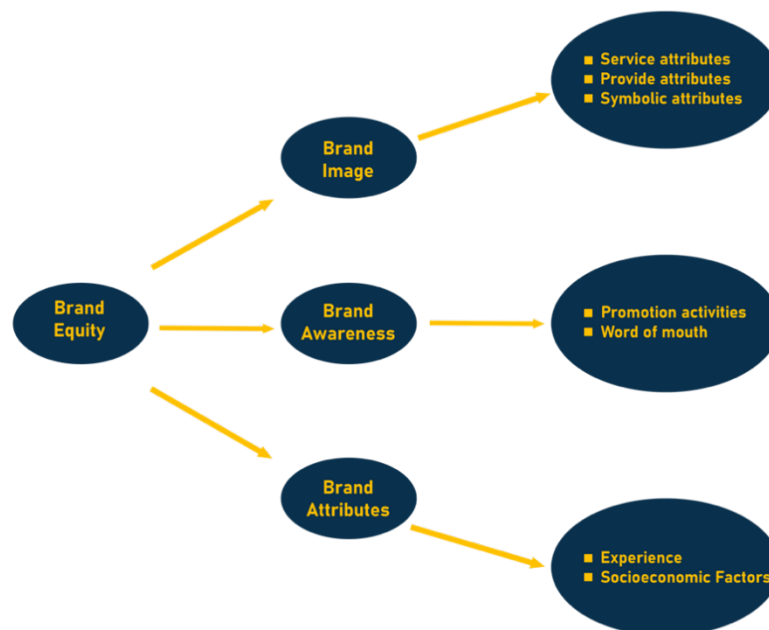 Service attributes
Provide attributes
Symbolic attributes
Brand
Image
Brand
Equity
Brand
Awareness
Promotion activities
Word of mouth
Brand
Attributes
Experience
Socioeconomic Factors